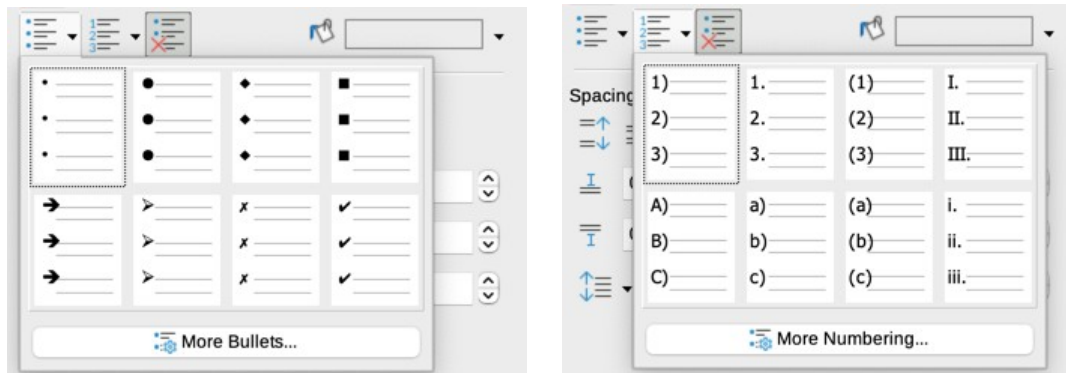 More Bullets...
Spacing
1) 1. (1) I.
2) 2. (2) II.
3) 3. (3) III.
A) a) (a) i.
B) b) (b) ii.
C) c) (c) iii.
More Numbering...